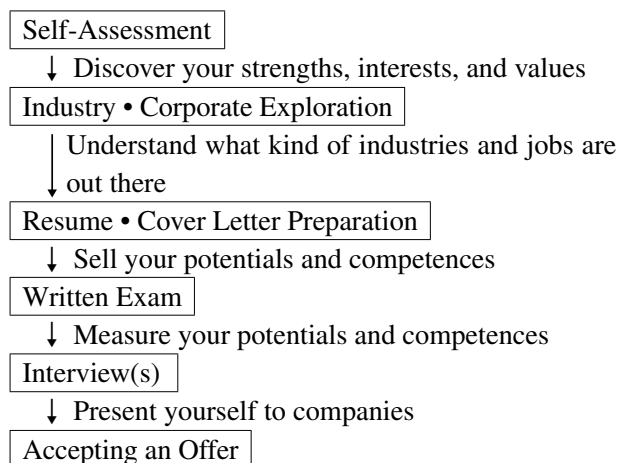 Self-Assessment
↓ Discover your strengths, interests, and values
Industry • Corporate Exploration
Understand what kind of industries and jobs are
out there
Resume • Cover Letter Preparation
↓ Sell your potentials and competences
Written Exam
↓ Measure your potentials and competences
Interview(s)
↓ Present yourself to companies
Accepting an Offer